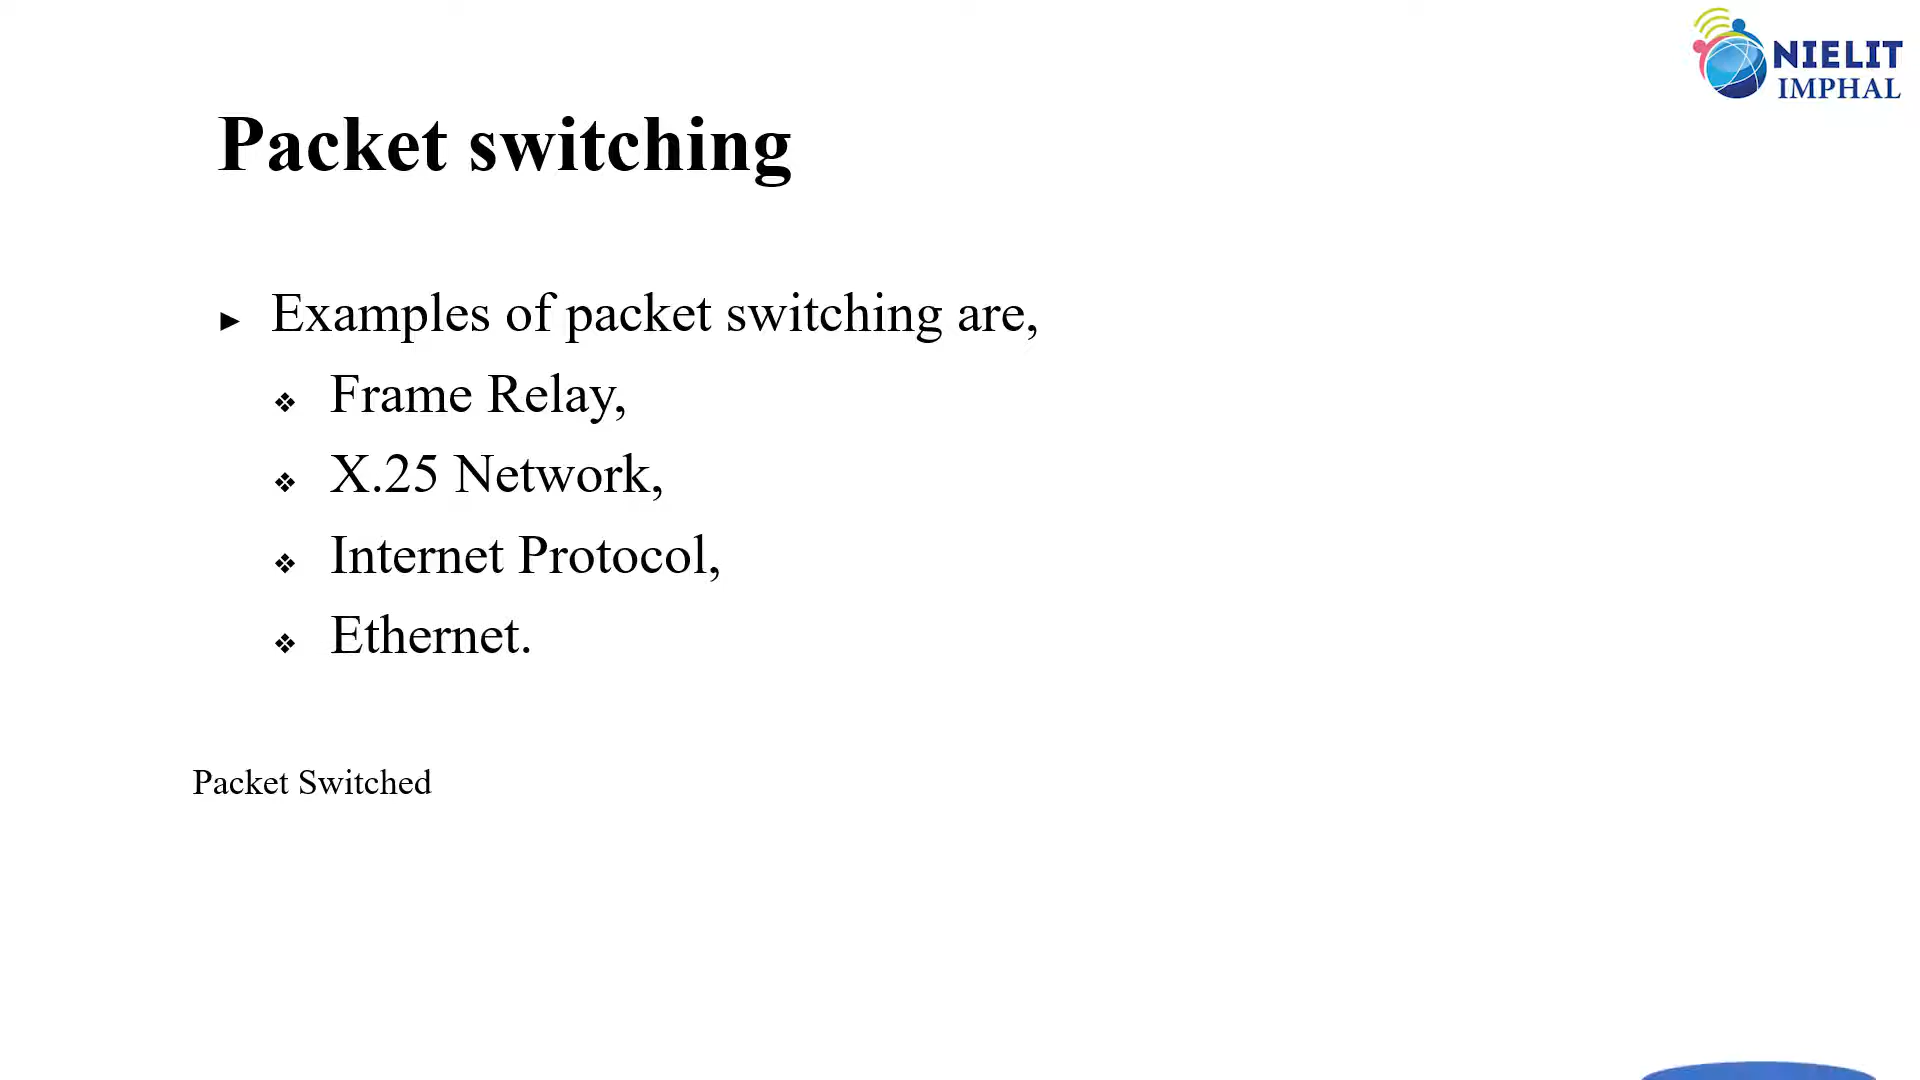 NIELIT
IMPHAL
Packet switching
► Examples of packet switching are,
❖ Frame Relay,
❖ X.25 Network,
❖ Internet Protocol,
❖ Ethernet.
Packet Switched